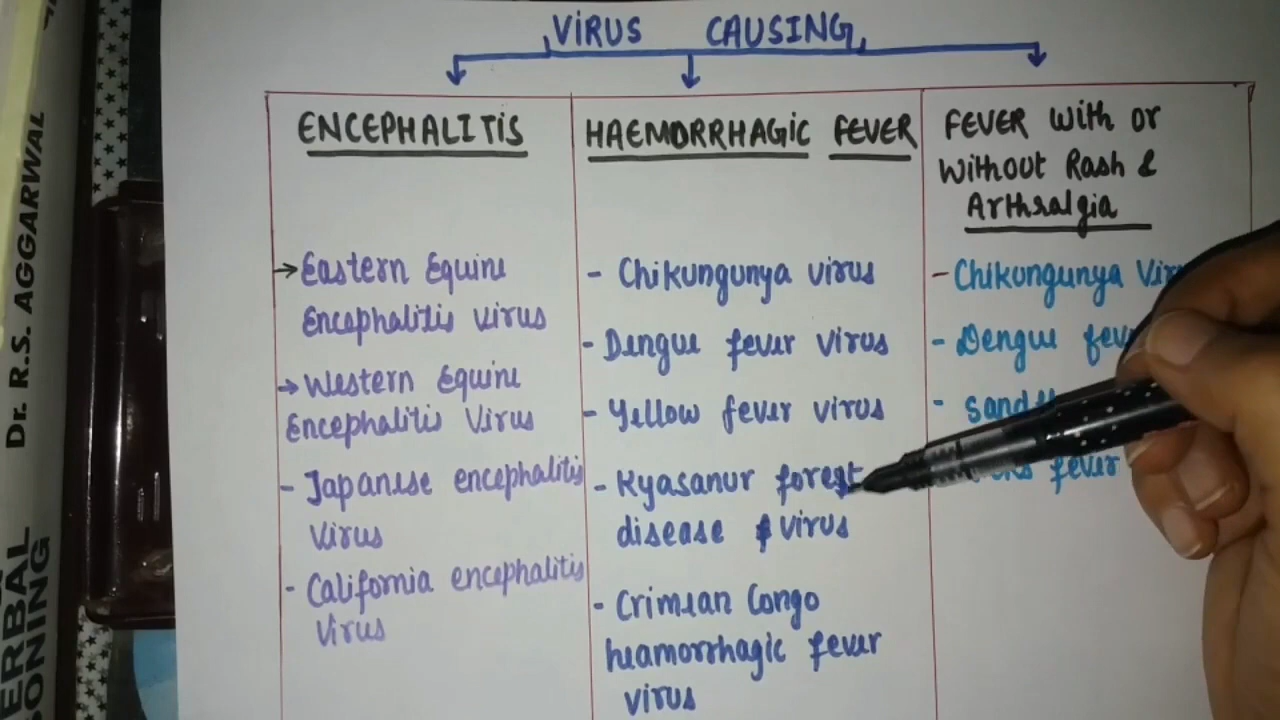 VIRUS CAUSING
ENCEPHALITIS
HAEMORRHAGIC FEVER
FEVER with or
Without Rash &
Arthralgia
→ Eastern Equine
Encephalitis virus
→ Western Equine
Encephalitis Virus
- Japanese encephalitis
Virus
- California encephalitis
Virus
- Chikungunya virus
- Dengue fever virus
- Yellow fever virus
- Kyasanur forest
disease virus
- Crimean Congo
heamorrhagic fever
virus
- Chikungunya
- Dengue
-
fever
Dr. R.S. AGGARWAL